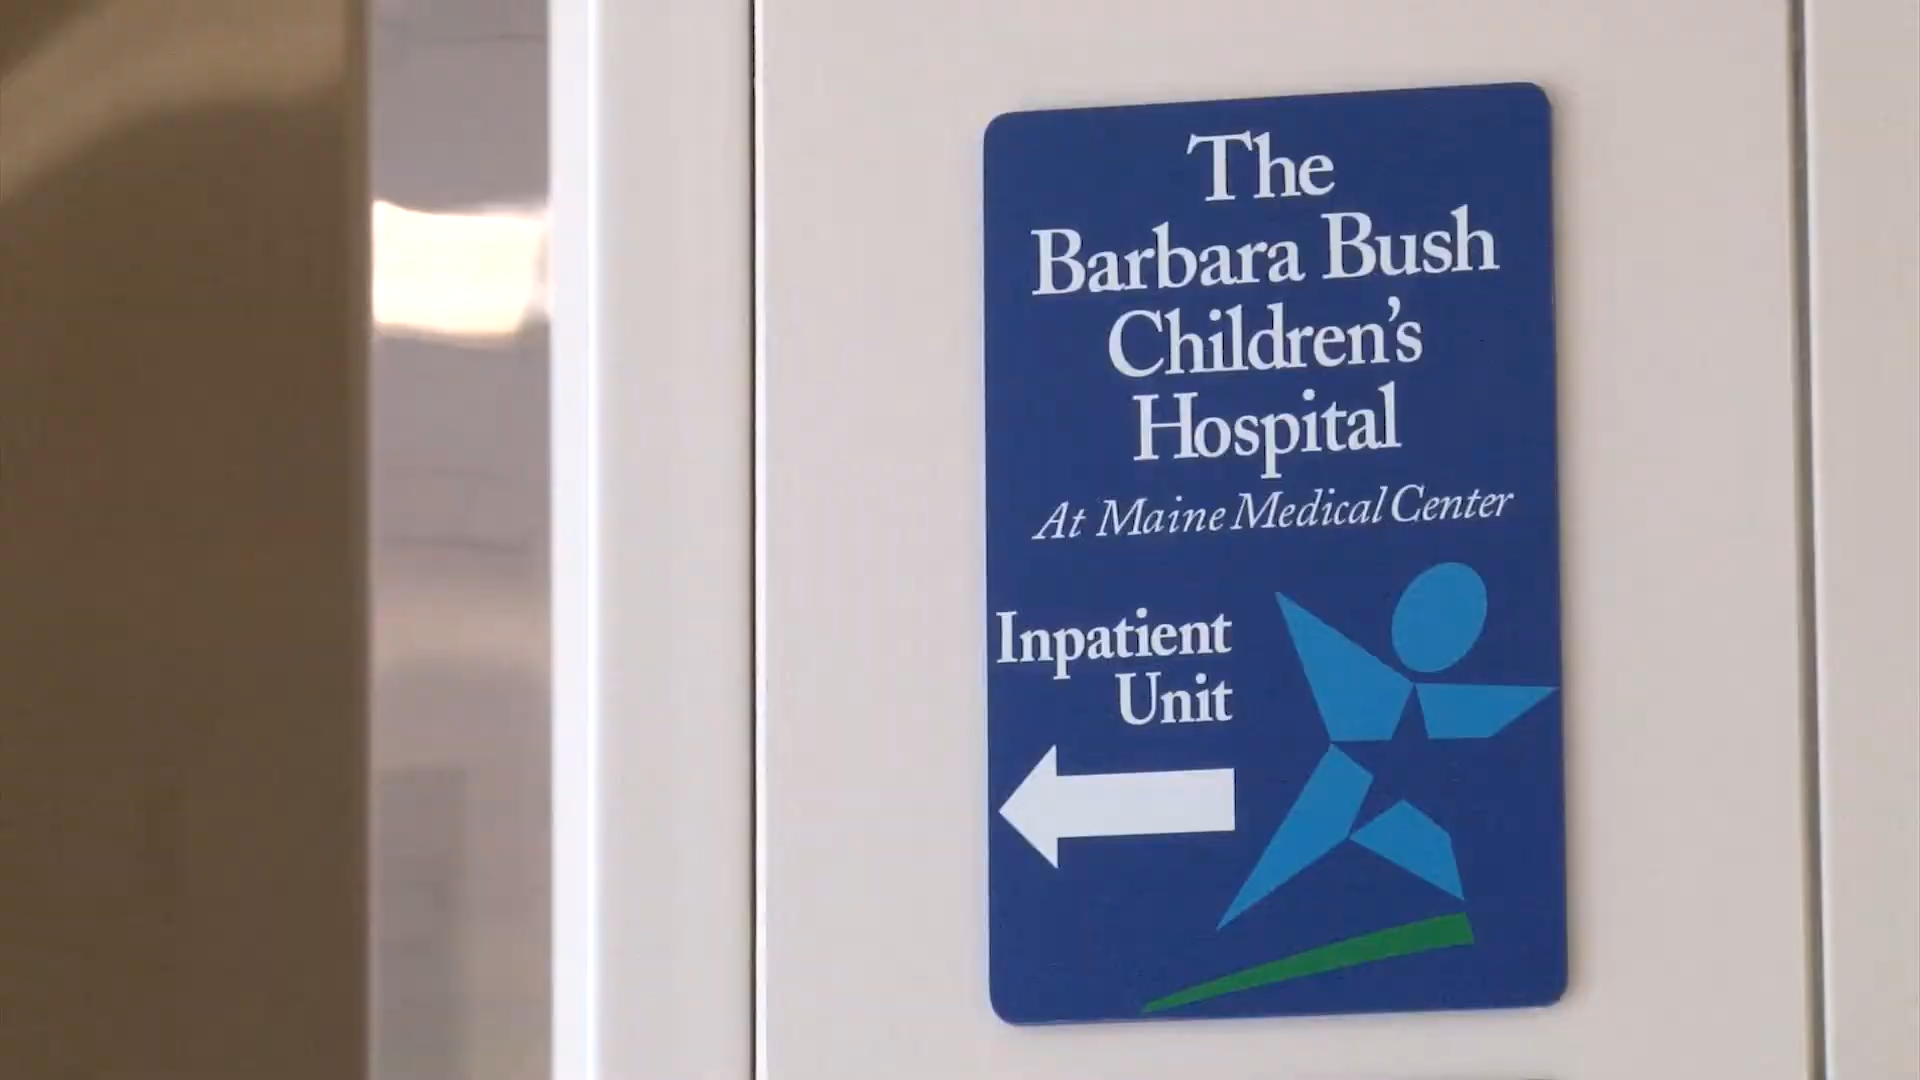 The
Barbara Bush
Children's
Hospital
At Maine Medical Center
Inpatient
Unit